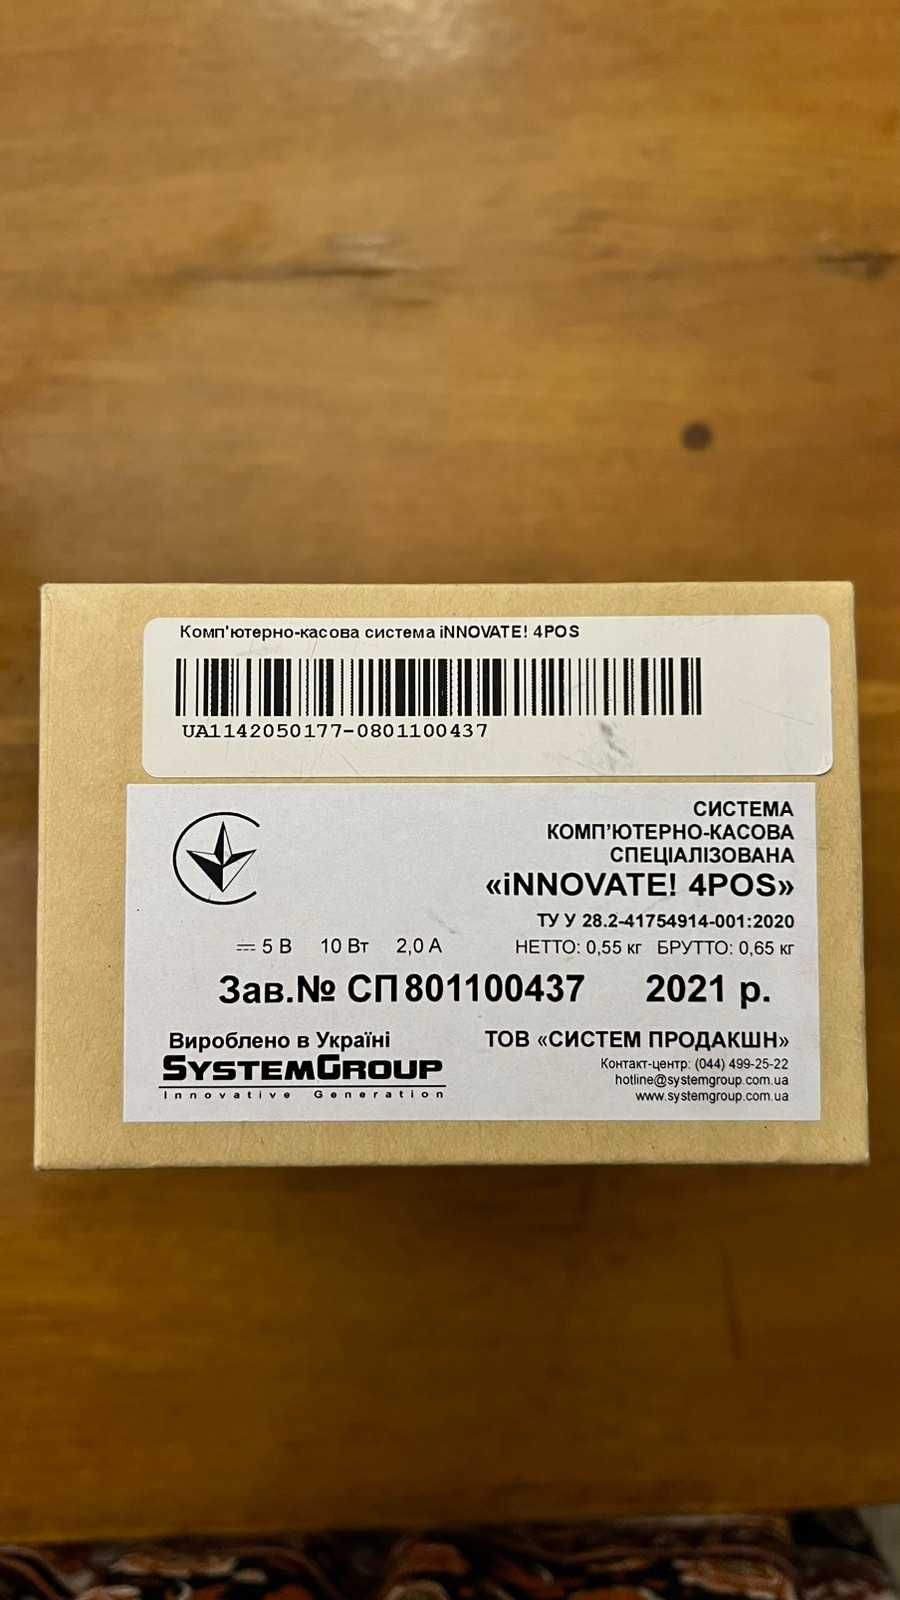 Комп'ютерно-касова система iNNOVATE! 4POS
UA1142050177-0801100437
СИСТЕМА
КОМП'ЮТЕРНО-КАСОВА
СПЕЦІАЛІЗОВАНА
«iNNOVATE! 4POS»
ТУ У 28.2-41754914-001:2020
5 В 10 Вт 2,0 А НЕТТО: 0,55 кг БРУТТО: 0,65 кг
Зав.№ СП801100437 2021 р.
Вироблено в Україні ТОВ «СИСТЕМ ПРОДАКШН»
SYSTEMGROUP
Innovative Generation
Контакт-центр: (044) 499-25-22
hotline@systemgroup.com.ua
www.systemgroup.com.ua